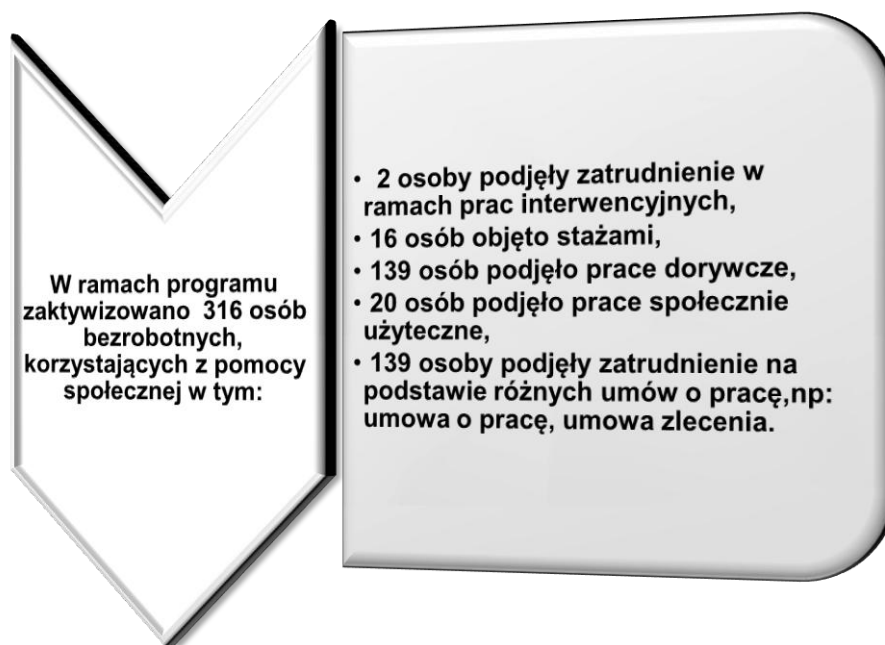 W ramach programu
zaktywizowano 316 osób
bezrobotnych,
korzystających z pomocy
społecznej w tym:
• 2 osoby podjęły zatrudnienie w
ramach prac interwencyjnych,
• 16 osób objęto stażami,
• 139 osób podjęło prace dorywcze,
• 20 osób podjęło prace społecznie
użyteczne,
• 139 osoby podjęły zatrudnienie na
podstawie różnych umów o pracę,np:
umowa o pracę, umowa zlecenia.